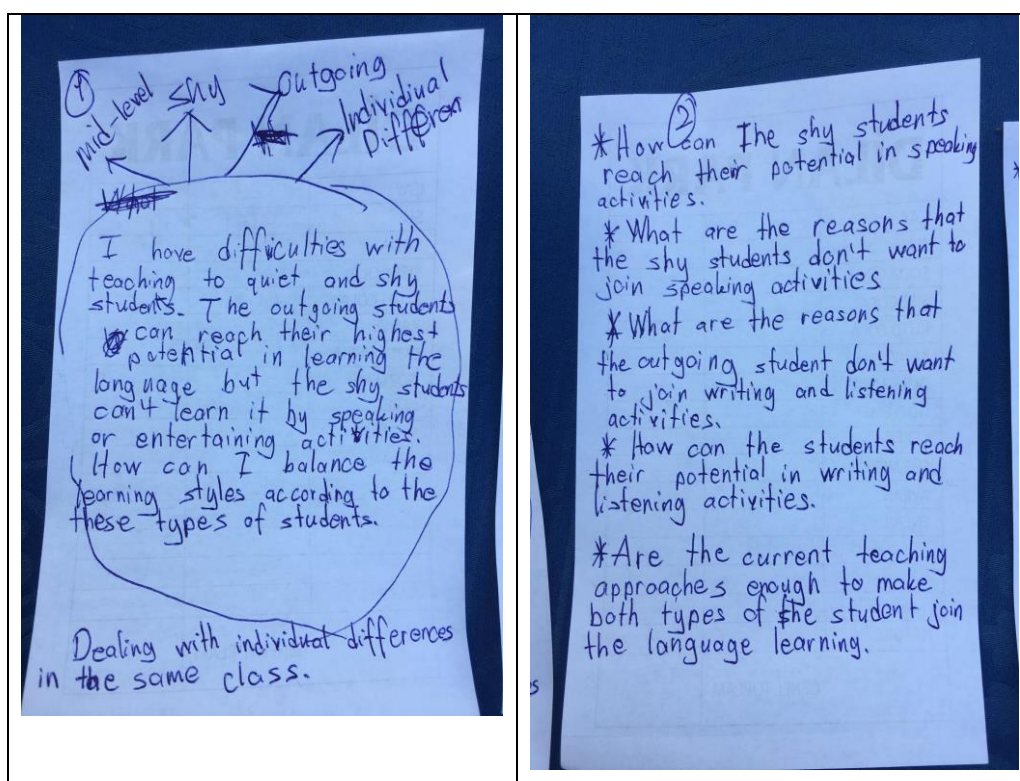 1
mid-level
shy
Outgoing
Individiual
Differen
I have difficulties with
teaching to quiet and shy
students. The outgoing students
can reach their highest
potential in learning the
language but the shy students
can't learn it by speaking
or entertaining activities.
How can I balance the
learning styles according to the
these types of students.
Dealing with individual differences
in the same class.
2
*How can The shy students
reach their potential in speaking
activities.
* What are the reasons that
the shy students don't want to
join speaking activities
* What are the reasons that
the outgoing student don't want
to join writing and listening
activities.
* How can the students reach
their potential in writing and
listening activities.
*Are the current teaching
approaches enough to make
both types of the student join
the language learning.